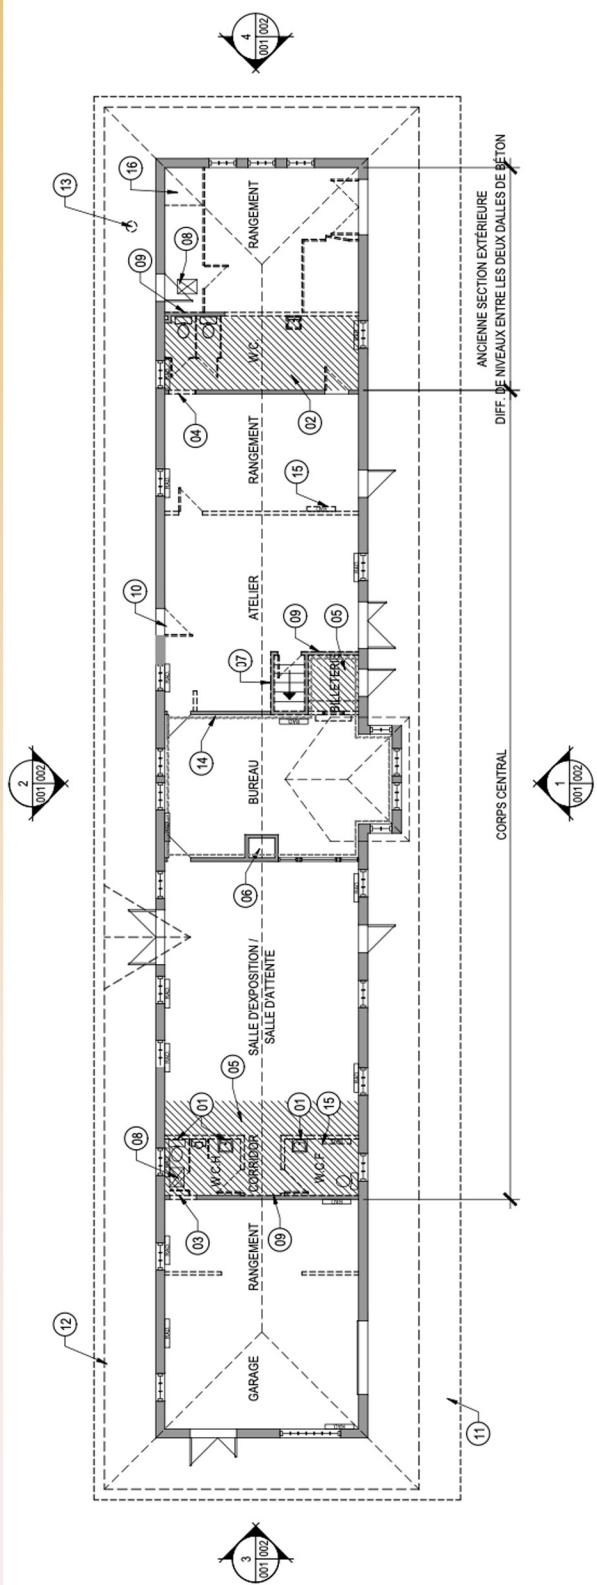 4
001 002
13
16
RANGEMENT
08
09
W.C.
ANCIENNE SECTION EXTÉRIEURE
DIFF. DE NIVEAUX ENTRE LES DEUX DALLES DE BÉTON
04
02
RANGEMENT
15
10
ATELIER
09
05
07
BILLETERIE
14
BUREAU
2
001 002
1
001 002
CORPS CENTRAL
06
SALLE D'EXPOSITION /
SALLE D'ATTENTE
05
01
01
15
08
W.C.H
CORRIDOR
W.C.F
03
09
RANGEMENT
12
GARAGE
11
3
001 002